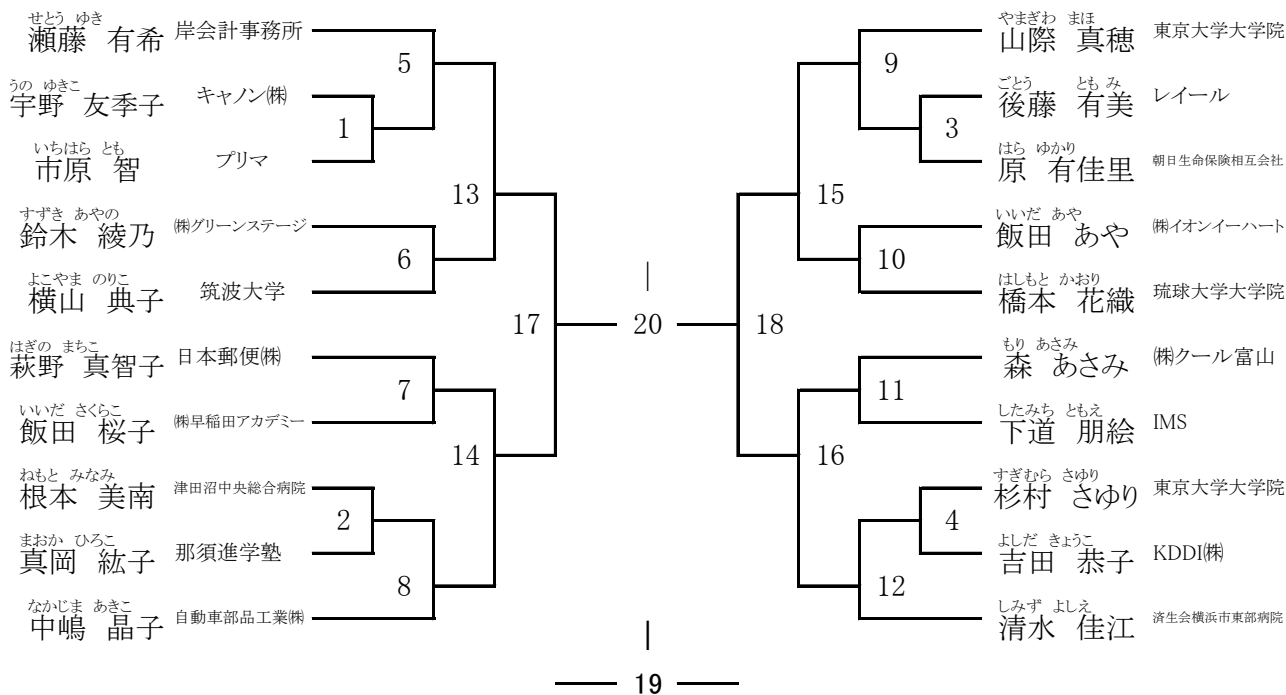 せとう ゆき
瀬藤 有希 岸会計事務所
5
うの ゆきこ
宇野 友季子 キヤノン㈱
1
いちはら とも
市原 智 プリマ
13
すずき あやの
鈴木 綾乃 ㈱グリーンステージ
6
よこやま のりこ
横山 典子 筑波大学
17
はぎの まちこ
萩野 真智子 日本郵便㈱
7
いいだ さくらこ
飯田 桜子 ㈱早稲田アカデミー
14
ねもと みなみ
根本 美南 津田沼中央総合病院
2
まおか ひろこ
真岡 紘子 那須進学塾
8
なかじま あきこ
中嶋 晶子 自動車部品工業㈱
20
19
やまぎわ まほ
山際 真穂 東京大学大学院
9
ごとう ともみ
後藤 有美 レイール
3
はら ゆかり
原 有佳里 朝日生命保険相互会社
15
いいだ あや
飯田 あや ㈱イオンイーハート
10
はしもと かおり
橋本 花織 琉球大学大学院
18
もり あさみ
森 あさみ ㈱クール富山
11
したみち ともえ
下道 朋絵 IMS
16
すぎむら さゆり
杉村 さゆり 東京大学大学院
4
よしだ きょうこ
吉田 恭子 KDDI㈱
12
しみず よしえ
清水 佳江 済生会横浜市東部病院